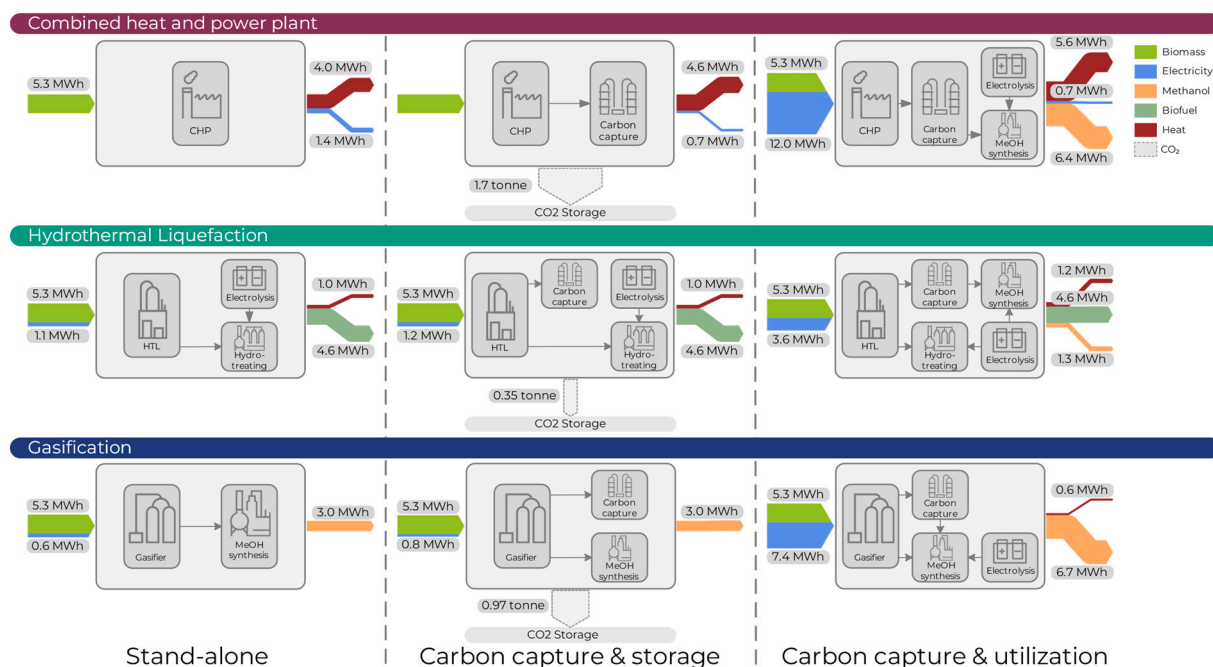 Combined heat and power plant
5.3 MWh
CHP
4.0 MWh
1.4 MWh
CHP
Carbon
capture
4.6 MWh
0.7 MWh
1.7 tonne
CO2 Storage
5.3 MWh
12.0 MWh
CHP
Carbon
capture
Electrolysis
MeOH
synthesis
5.6 MWh
0.7 MWh
6.4 MWh
Biomass
Electricity
Methanol
Biofuel
Heat
CO₂
Hydrothermal Liquefaction
5.3 MWh
1.1 MWh
HTL
Electrolysis
Hydro-
treating
1.0 MWh
4.6 MWh
5.3 MWh
1.2 MWh
HTL
Carbon
capture
Electrolysis
Hydro-
treating
1.0 MWh
4.6 MWh
0.35 tonne
CO2 Storage
5.3 MWh
3.6 MWh
HTL
Carbon
capture
MeOH
synthesis
Hydro-
treating
Electrolysis
1.2 MWh
4.6 MWh
1.3 MWh
Gasification
5.3 MWh
0.6 MWh
Gasifier
MeOH
synthesis
3.0 MWh
5.3 MWh
0.8 MWh
Gasifier
Carbon
capture
MeOH
synthesis
3.0 MWh
0.97 tonne
CO2 Storage
5.3 MWh
7.4 MWh
Gasifier
Carbon
capture
MeOH
synthesis
Electrolysis
0.6 MWh
6.7 MWh
Stand-alone
Carbon capture & storage
Carbon capture & utilization